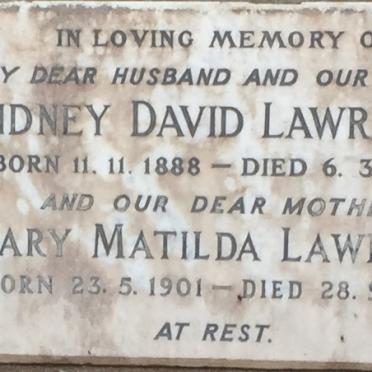 IN LOVING MEMORY O
Y DEAR HUSBAND AND OUR
IDNEY DAVID LAWR
BORN 11. 11. 1888 – DIED 6. 3
AND OUR DEAR MOTH
ARY MATILDA LAW
ORN 23. 5. 1901 – DIED 28.
AT REST.